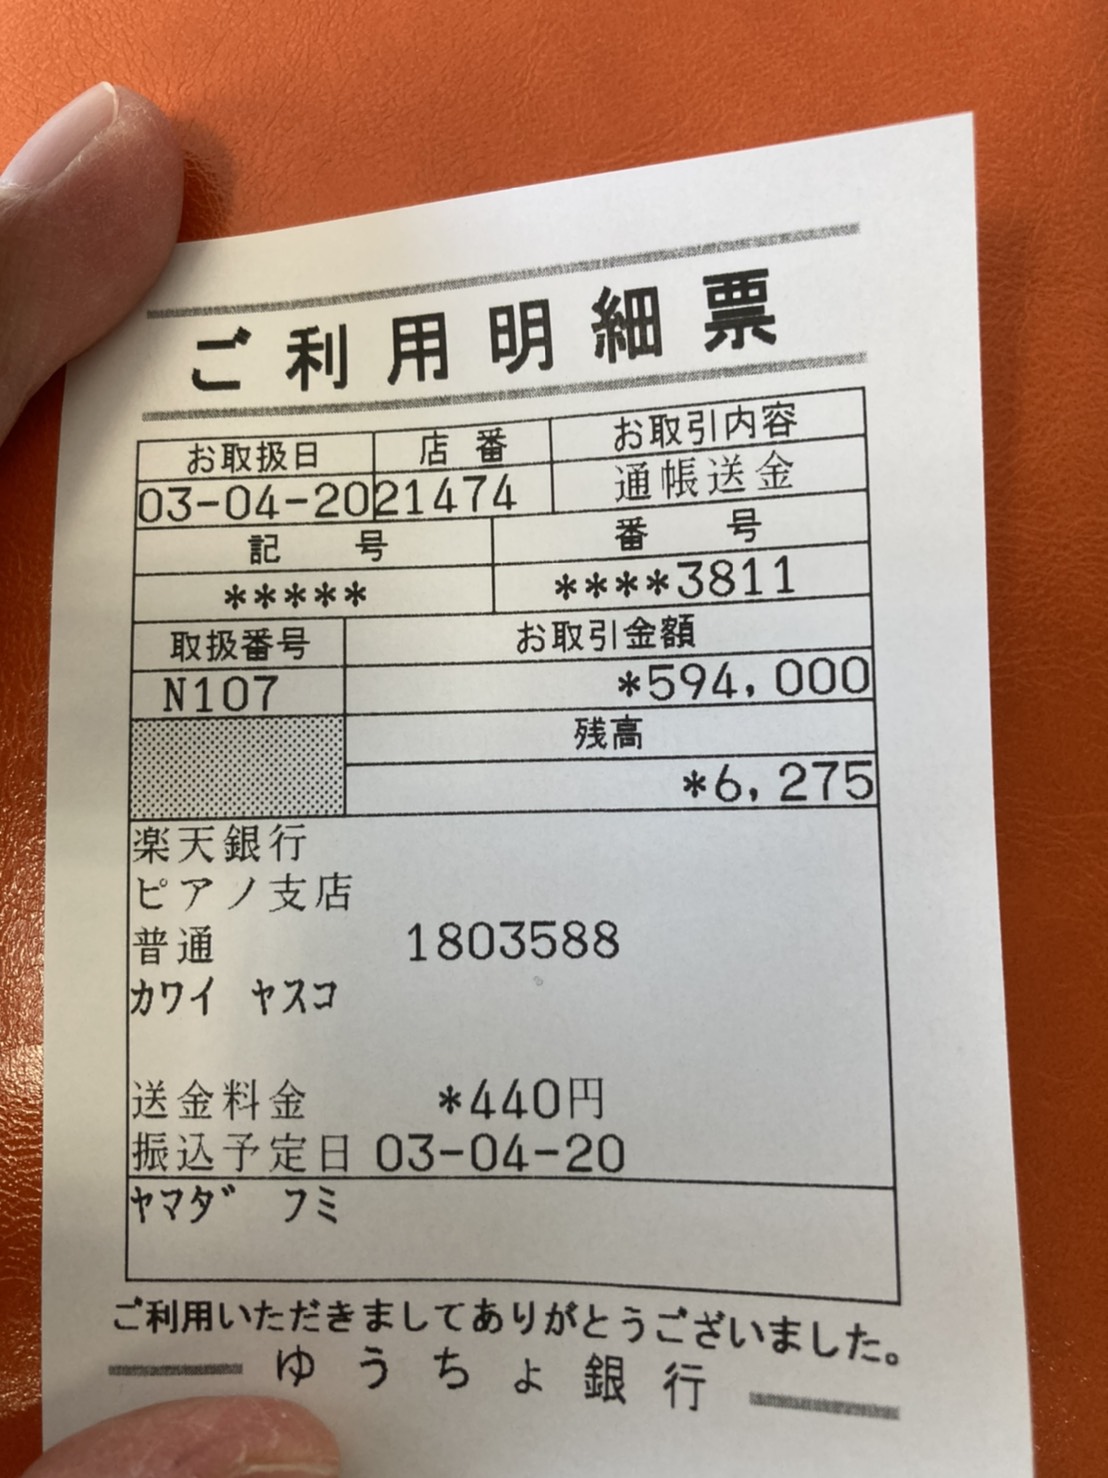 ご利用明細票
お取扱日 店番 お取引内容
03-04-20 21474 通帳送金
記号 番号
***** ****3811
取扱番号 お取引金額
N107 *594,000
残高
*6,275
楽天銀行
ピアノ支店
普通 1803588
カワイ ヤスコ
送金料金 *440円
振込予定日 03-04-20
ヤマダ フミ
ご利用いただきましてありがとうございました。
ゆうちょ銀行